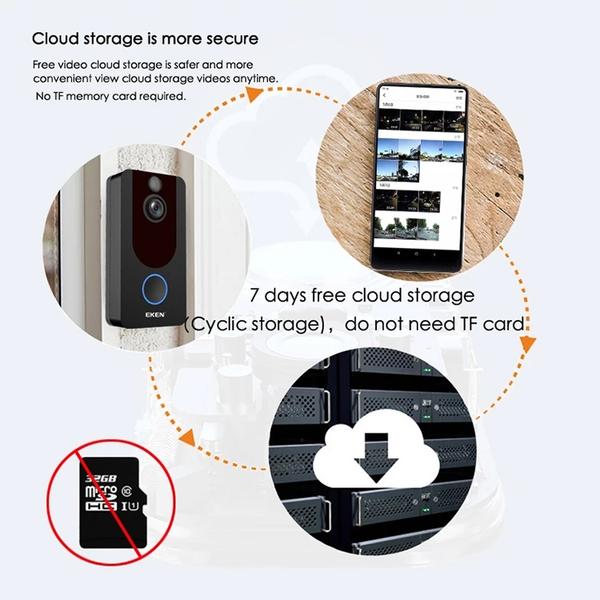 Cloud storage is more secure
Free video cloud storage is safer and more
convenient view cloud storage videos anytime.
No TF memory card required.
EKEN
7 days free cloud storage
(Cyclic storage), do not need TF card
32GB
micro
HC I U1